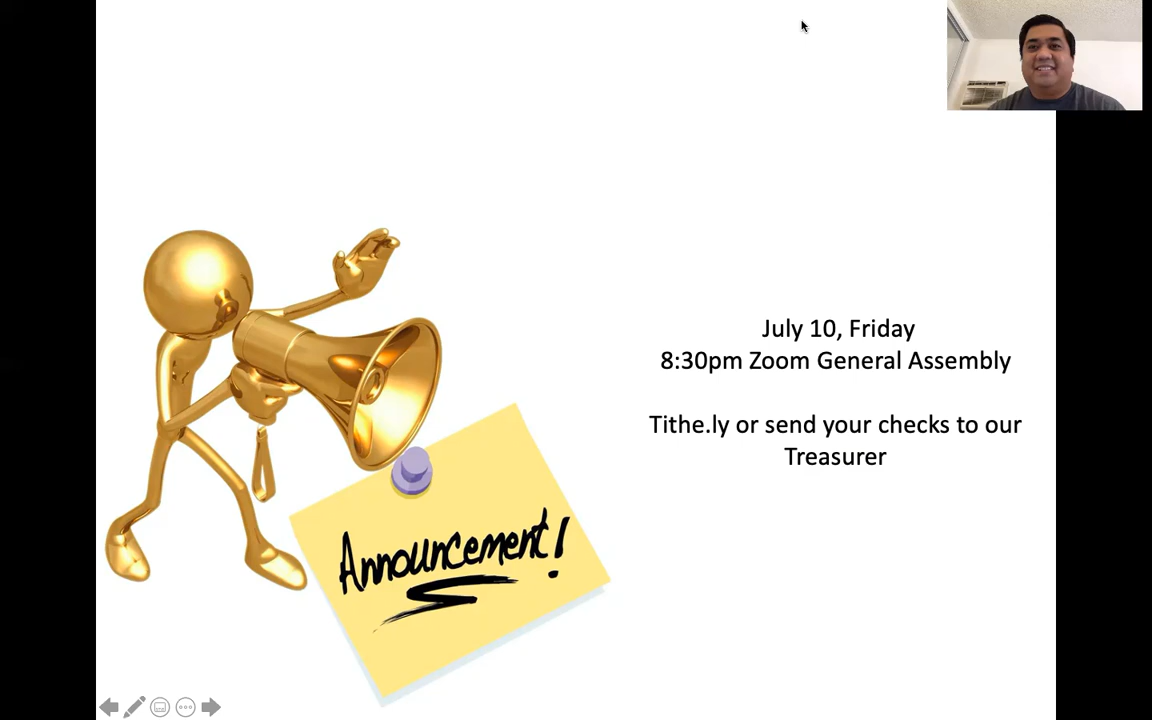 July 10, Friday
8:30pm Zoom General Assembly
Tithe.ly or send your checks to our
Treasurer
Announcement!